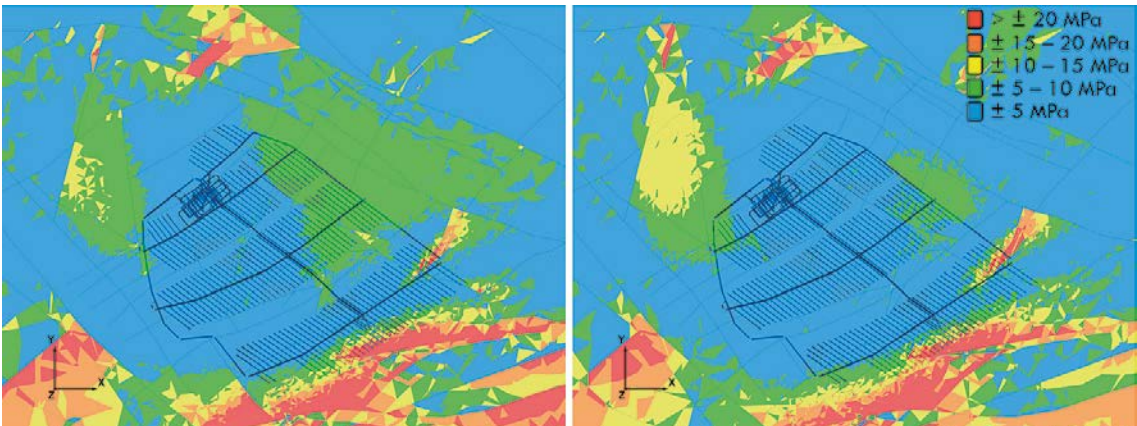 > ± 20 MPa
± 15 – 20 MPa
± 10 – 15 MPa
± 5 – 10 MPa
± 5 MPa
Y
Z X
Y
Z X